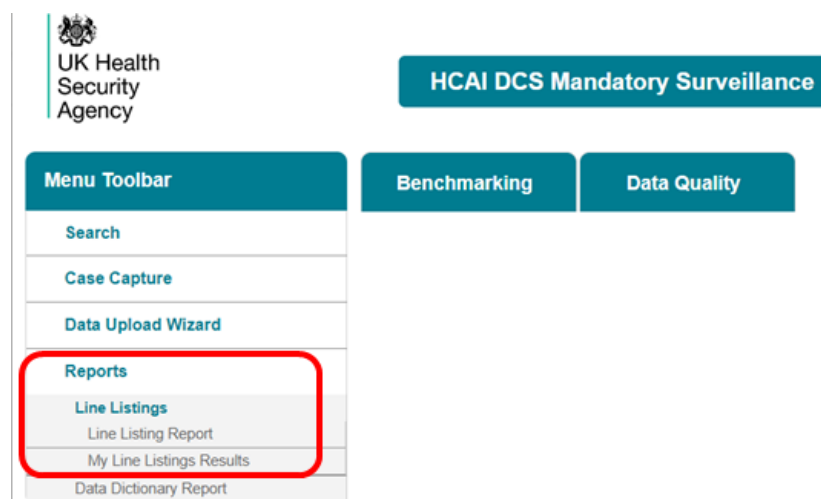 UK Health
Security
Agency
HCAI DCS Mandatory Surveillance
Menu Toolbar
Benchmarking
Data Quality
Search
Case Capture
Data Upload Wizard
Reports
Line Listings
Line Listing Report
My Line Listings Results
Data Dictionary Report